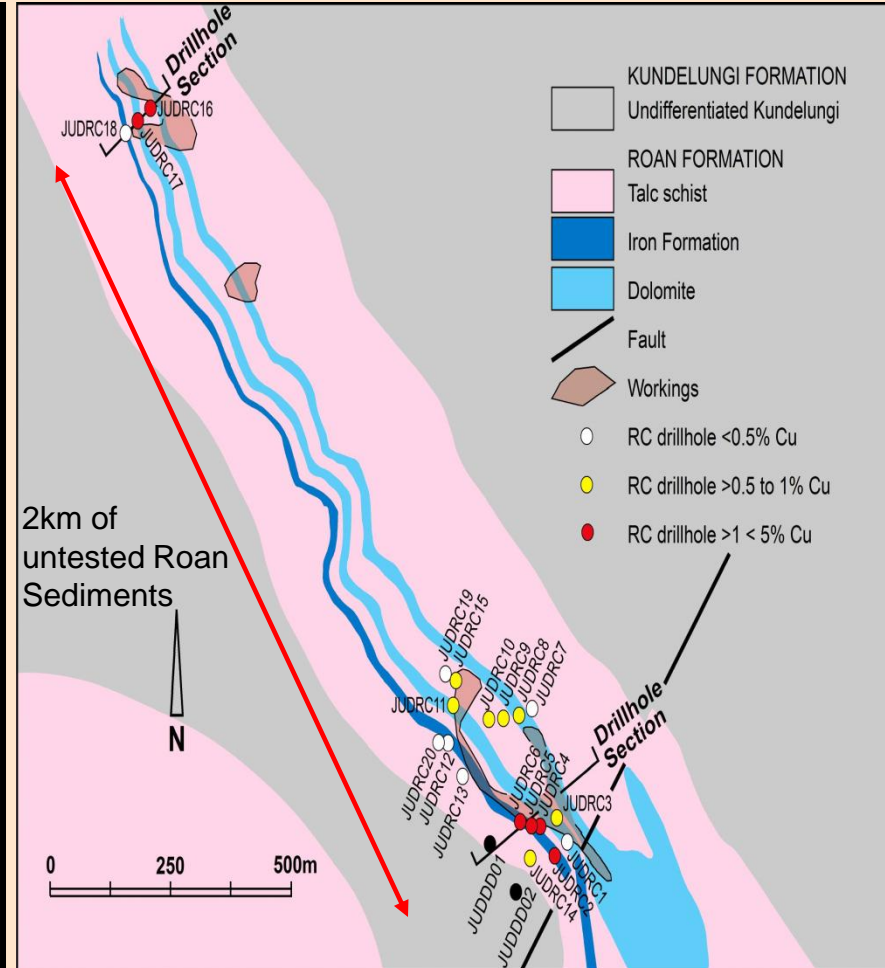 Drillhole
Section
JUDRC16
JUDRC18
JUDRC17
KUNDELUNGI FORMATION
Undifferentiated Kundelungi
ROAN FORMATION
Talc schist
Iron Formation
Dolomite
Fault
Workings
RC drillhole <0.5% Cu
RC drillhole >0.5 to 1% Cu
RC drillhole >1 < 5% Cu
2km of
untested Roan
Sediments
N
0 250 500m
JUDRC19
JUDRC15
JUDRC10
JUDRC9
JUDRC8
JUDRC7
JUDRC11
Drillhole
Section
JUDRC20
JUDRC12
JUDRC13
JUDRC6
JUDRC5
JUDRC4
JUDRC3
JUDRC1
JUDRC2
JUDRC14
JUDDD01
JUDDD02